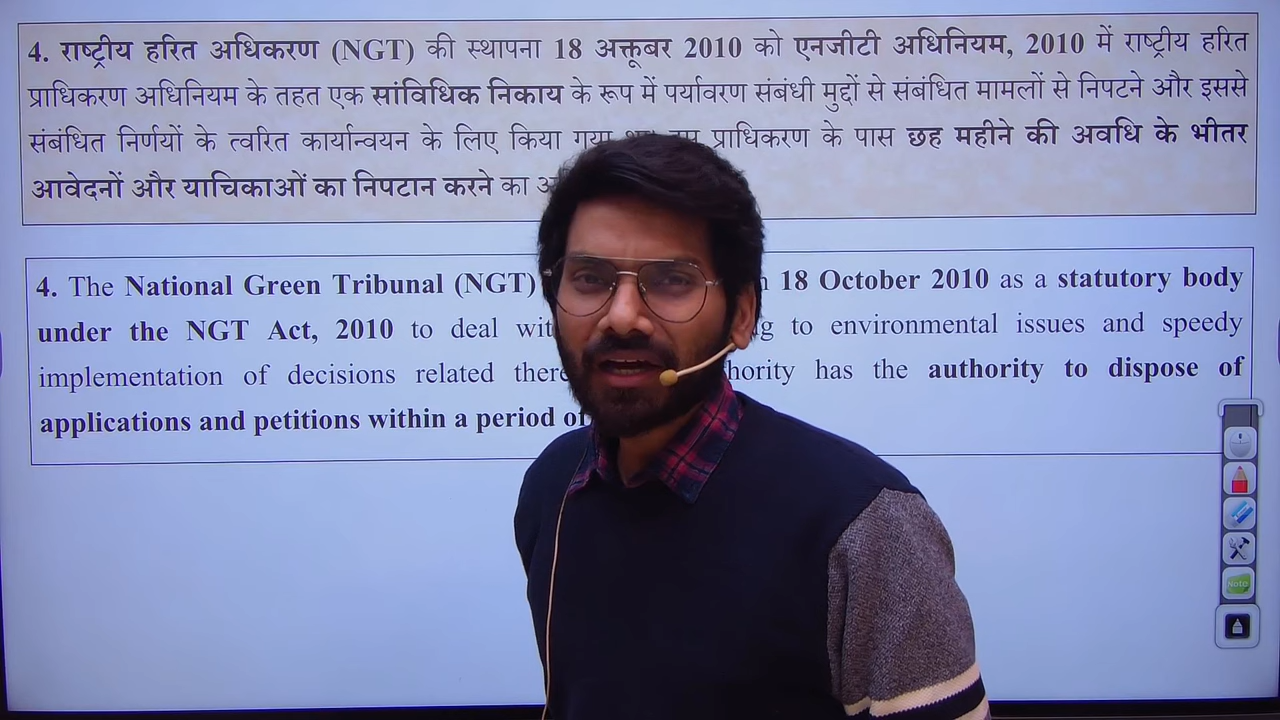 4. राष्ट्रीय हरित अधिकरण (NGT) की स्थापना 18 अक्तूबर 2010 को एनजीटी अधिनियम, 2010 में राष्ट्रीय हरित
प्राधिकरण अधिनियम के तहत एक सांविधिक निकाय के रूप में पर्यावरण संबंधी मुद्दों से संबंधित मामलों से निपटने और इससे
संबंधित निर्णयों के त्वरित कार्यान्वयन के लिए किया गया प्राधिकरण के पास छह महीने की अवधि के भीतर
आवेदनों और याचिकाओं का निपटान करने का
4. The National Green Tribunal (NGT) 18 October 2010 as a statutory body
under the NGT Act, 2010 to deal to environmental issues and speedy
implementation of decisions related has the authority to dispose of
applications and petitions within a period of
Note